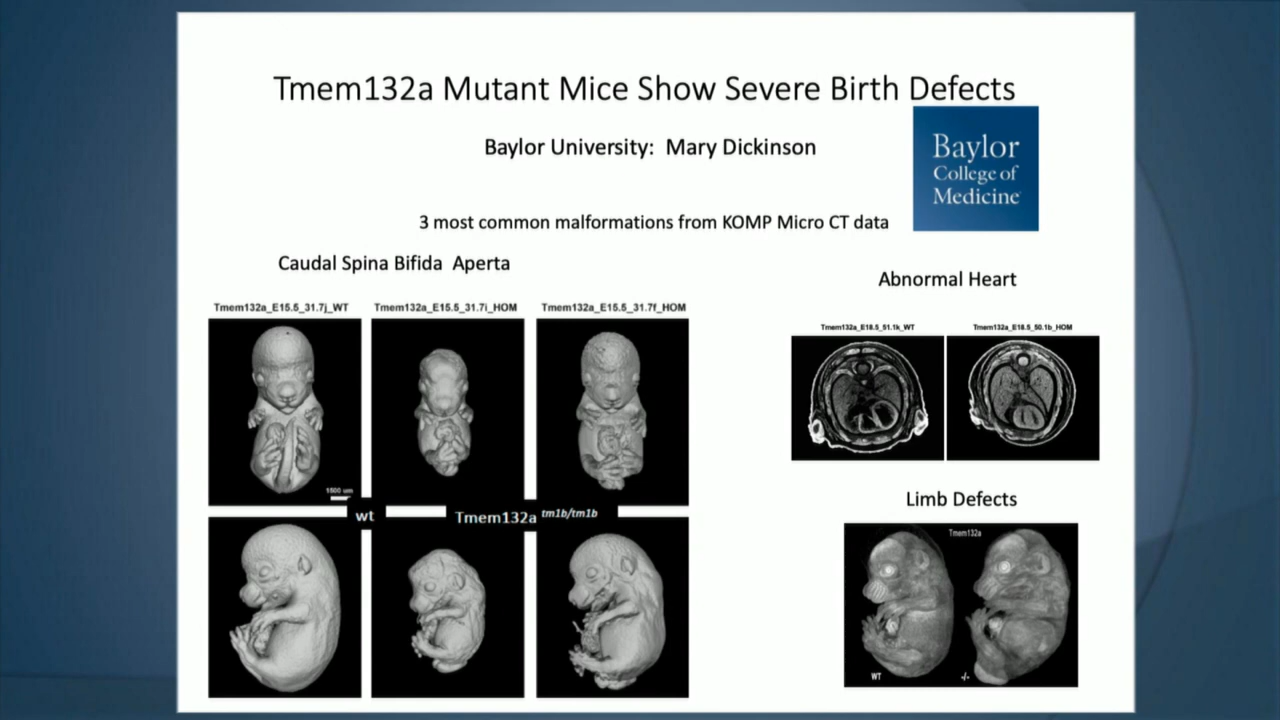 Tmem132a Mutant Mice Show Severe Birth Defects
Baylor University: Mary Dickinson
Baylor
College of
Medicine
3 most common malformations from KOMP Micro CT data
Caudal Spina Bifida Aperta
Abnormal Heart
Tmem132a_E15.5_31.7j_WT
Tmem132a_E15.5_31.7i_HOM
Tmem132a_E15.5_31.7f_HOM
Tmem132a_E18.5_51.1k_WT
Tmem132a_E18.5_50.1b_HOM
1500 um
wt
Tmem132a tm1b/tm1b
Limb Defects
Tmem132a
WT
-/-